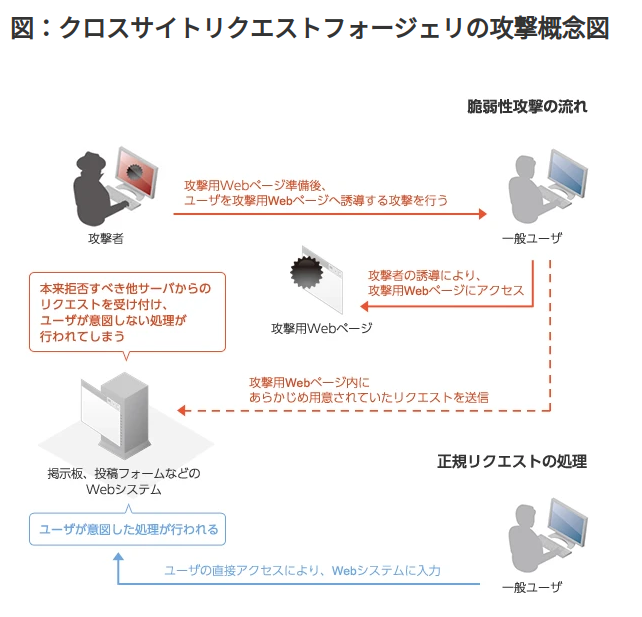 図：クロスサイトリクエストフォージェリの攻撃概念図
脆弱性攻撃の流れ
攻撃用Webページ準備後、
ユーザを攻撃用Webページへ誘導する攻撃を行う
攻撃者
一般ユーザ
攻撃者の誘導により、
攻撃用Webページにアクセス
攻撃用Webページ
本来拒否すべき他サーバからの
リクエストを受け付け、
ユーザが意図しない処理が
行われてしまう
攻撃用Webページ内に
あらかじめ用意されていたリクエストを送信
掲示板、投稿フォームなどの
Webシステム
正規リクエストの処理
ユーザが意図した処理が行われる
ユーザの直接アクセスにより、Webシステムに入力
一般ユーザ